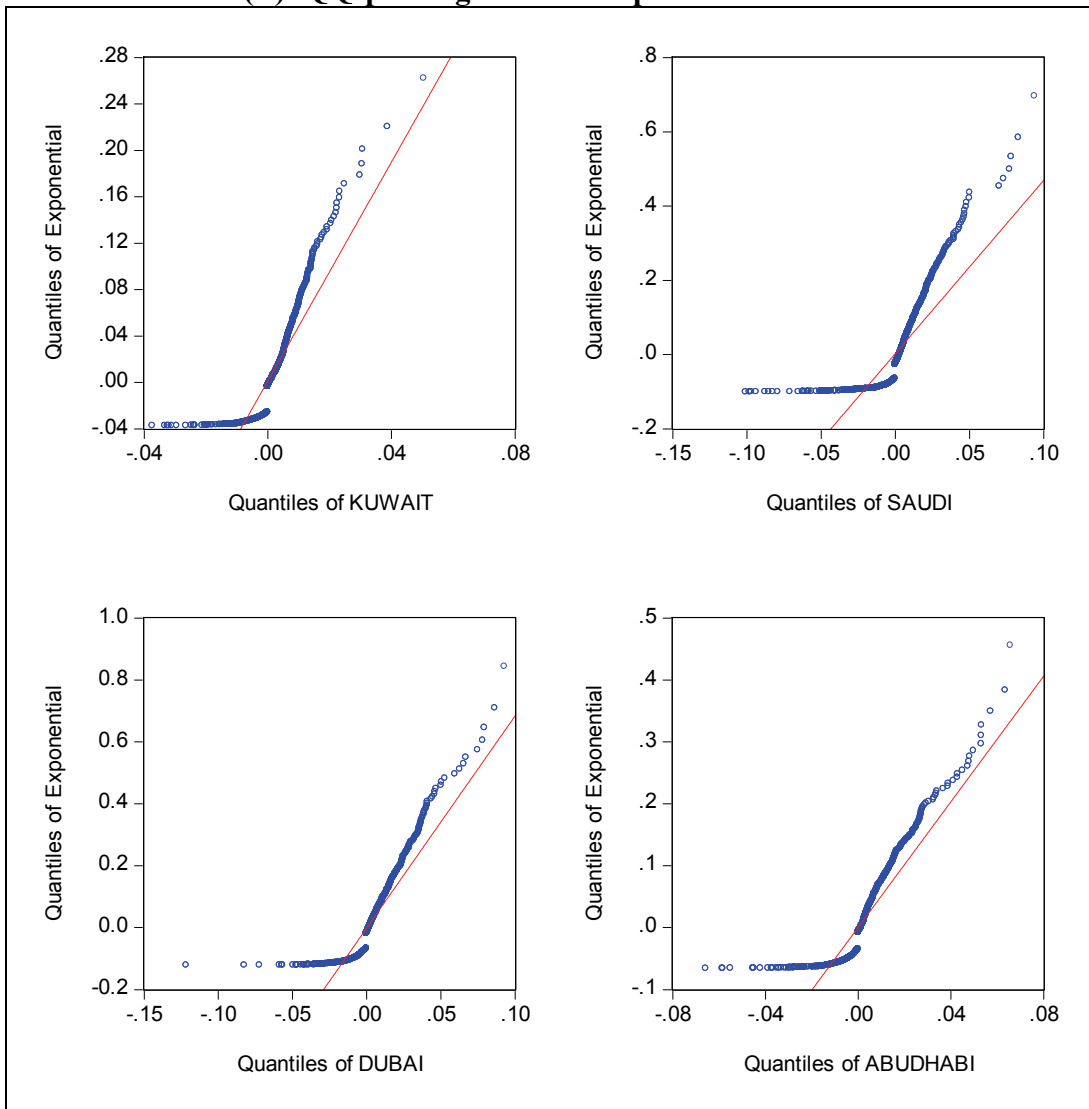 Quantiles of Exponential
.28
.24
.20
.16
.12
.08
.04
.00
-.04
-.04 .00 .04 .08
Quantiles of KUWAIT
Quantiles of Exponential
.8
.6
.4
.2
.0
-.2
-.15 -.10 -.05 .00 .05 .10
Quantiles of SAUDI
Quantiles of Exponential
1.0
0.8
0.6
0.4
0.2
0.0
-0.2
-.15 -.10 -.05 .00 .05 .10
Quantiles of DUBAI
Quantiles of Exponential
.5
.4
.3
.2
.1
.0
-.1
-.08 -.04 .00 .04 .08
Quantiles of ABUDHABI